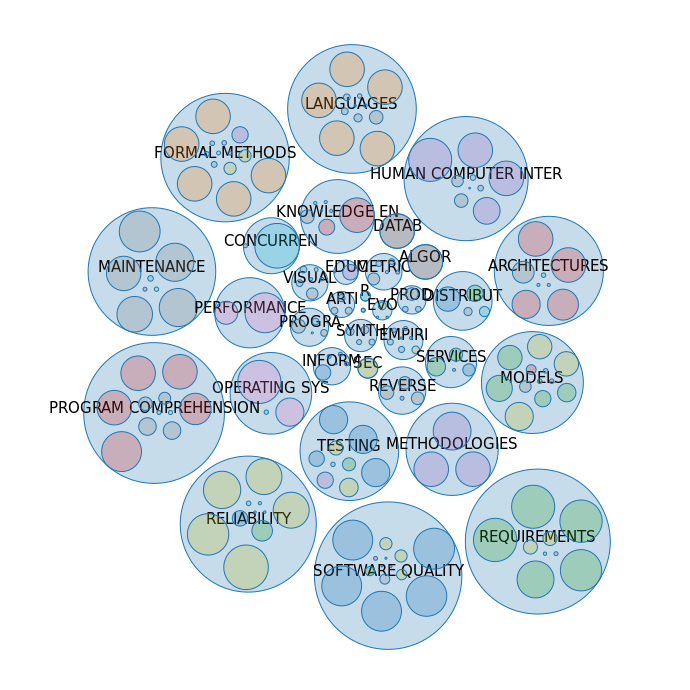 LANGUAGES
FORMAL METHODS
HUMAN COMPUTER INTER
KNOWLEDGE EN
DATAB
CONCURREN
ALGOR
MAINTENANCE
EDU
METRIC
ARCHITECTURES
VISUAL
R
ARTI
PROD
DISTRIBUT
EVO
PERFORMANCE
PROGRA
SYNTH
EMPIRI
INFORM
SEC
SERVICES
OPERATING SYS
REVERSE
MODELS
PROGRAM COMPREHENSION
TESTING
METHODOLOGIES
RELIABILITY
REQUIREMENTS
SOFTWARE QUALITY